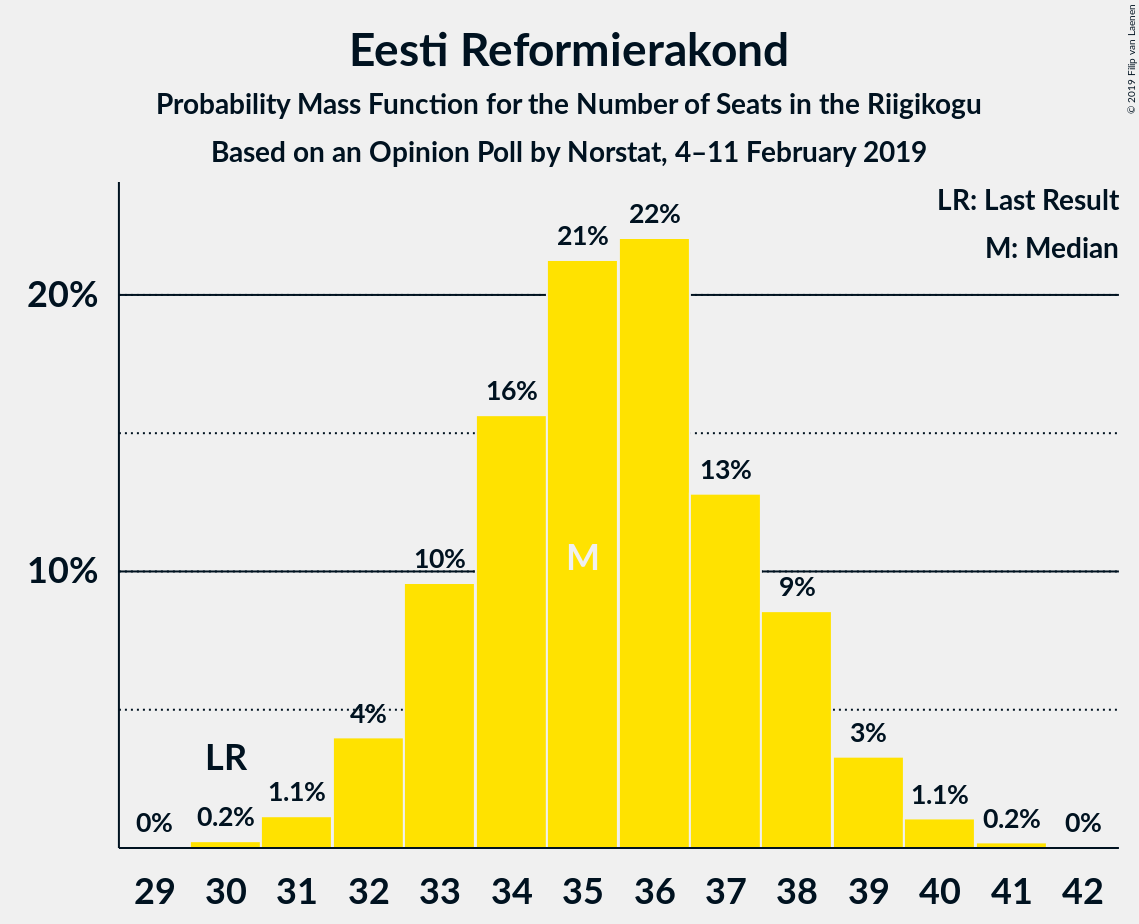 Eesti Reformierakond
Probability Mass Function for the Number of Seats in the Riigikogu
Based on an Opinion Poll by Norstat, 4–11 February 2019
© 2019 Filip van Laenen
LR: Last Result
M: Median
20%
10%
0%
0.2%
1.1%
4%
10%
16%
21%
22%
13%
9%
3%
1.1%
0.2%
0%
LR
M
29 30 31 32 33 34 35 36 37 38 39 40 41 42